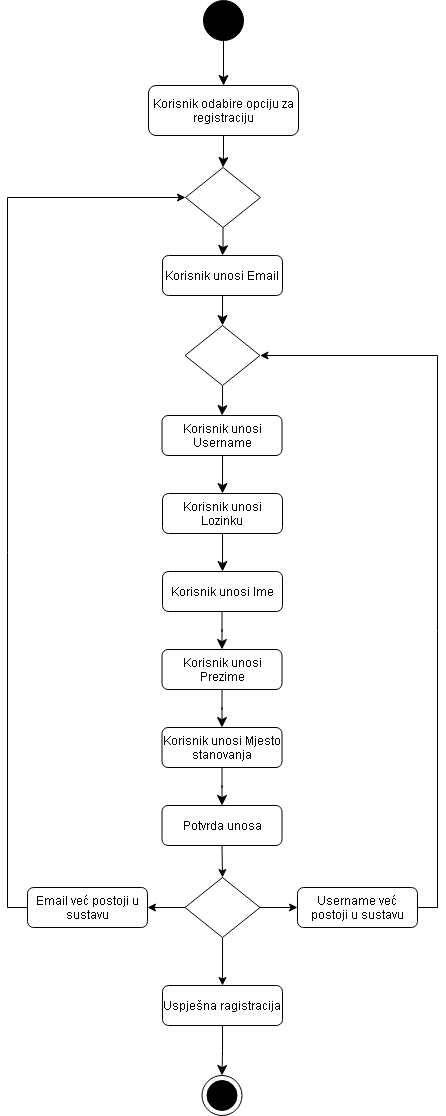 Korisnik odabire opciju za
registraciju
Korisnik unosi Email
Korisnik unosi
Username
Korisnik unosi
Lozinku
Korisnik unosi Ime
Korisnik unosi
Prezime
Korisnik unosi Mjesto
stanovanja
Potvrda unosa
Email već postoji u
sustavu
Username već
postoji u sustavu
Uspješna ragistracija